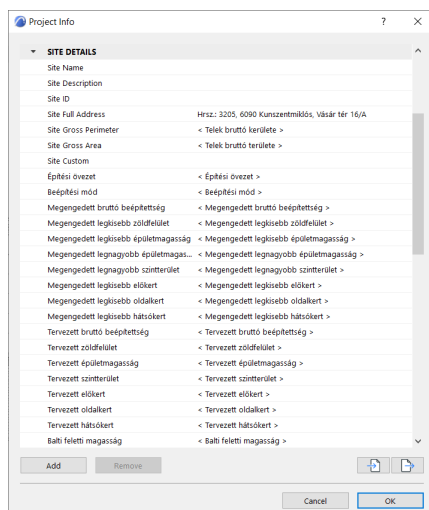 Project Info
SITE DETAILS
Site Name
Site Description
Site ID
Site Full Address Hrsz.: 3205, 6090 Kunszentmiklós, Vásár tér 16/A
Site Gross Perimeter < Telek bruttó kerülete >
Site Gross Area < Telek bruttó területe >
Site Custom
Építési övezet < Építési övezet >
Beépítési mód < Beépítési mód >
Megengedett bruttó beépítettség < Megengedett bruttó beépítettség >
Megengedett legkisebb zöldfelület < Megengedett legkisebb zöldfelület >
Megengedett legkisebb épületmagasság < Megengedett legkisebb épületmagasság >
Megengedett legnagyobb épületmagas... < Megengedett legnagyobb épületmagasság >
Megengedett legnagyobb szintterület < Megengedett legnagyobb szintterület >
Megengedett legkisebb előkert < Megengedett legkisebb előkert >
Megengedett legkisebb oldalkert < Megengedett legkisebb oldalkert >
Megengedett legkisebb hátsókert < Megengedett legkisebb hátsókert >
Tervezett bruttó beépítettség < Tervezett bruttó beépítettség >
Tervezett zöldfelület < Tervezett zöldfelület >
Tervezett épületmagasság < Tervezett épületmagasság >
Tervezett szintterület < Tervezett szintterület >
Tervezett előkert < Tervezett előkert >
Tervezett oldalkert < Tervezett oldalkert >
Tervezett hátsókert < Tervezett hátsókert >
Balti feletti magasság < Balti feletti magasság >
Add Remove
Cancel OK